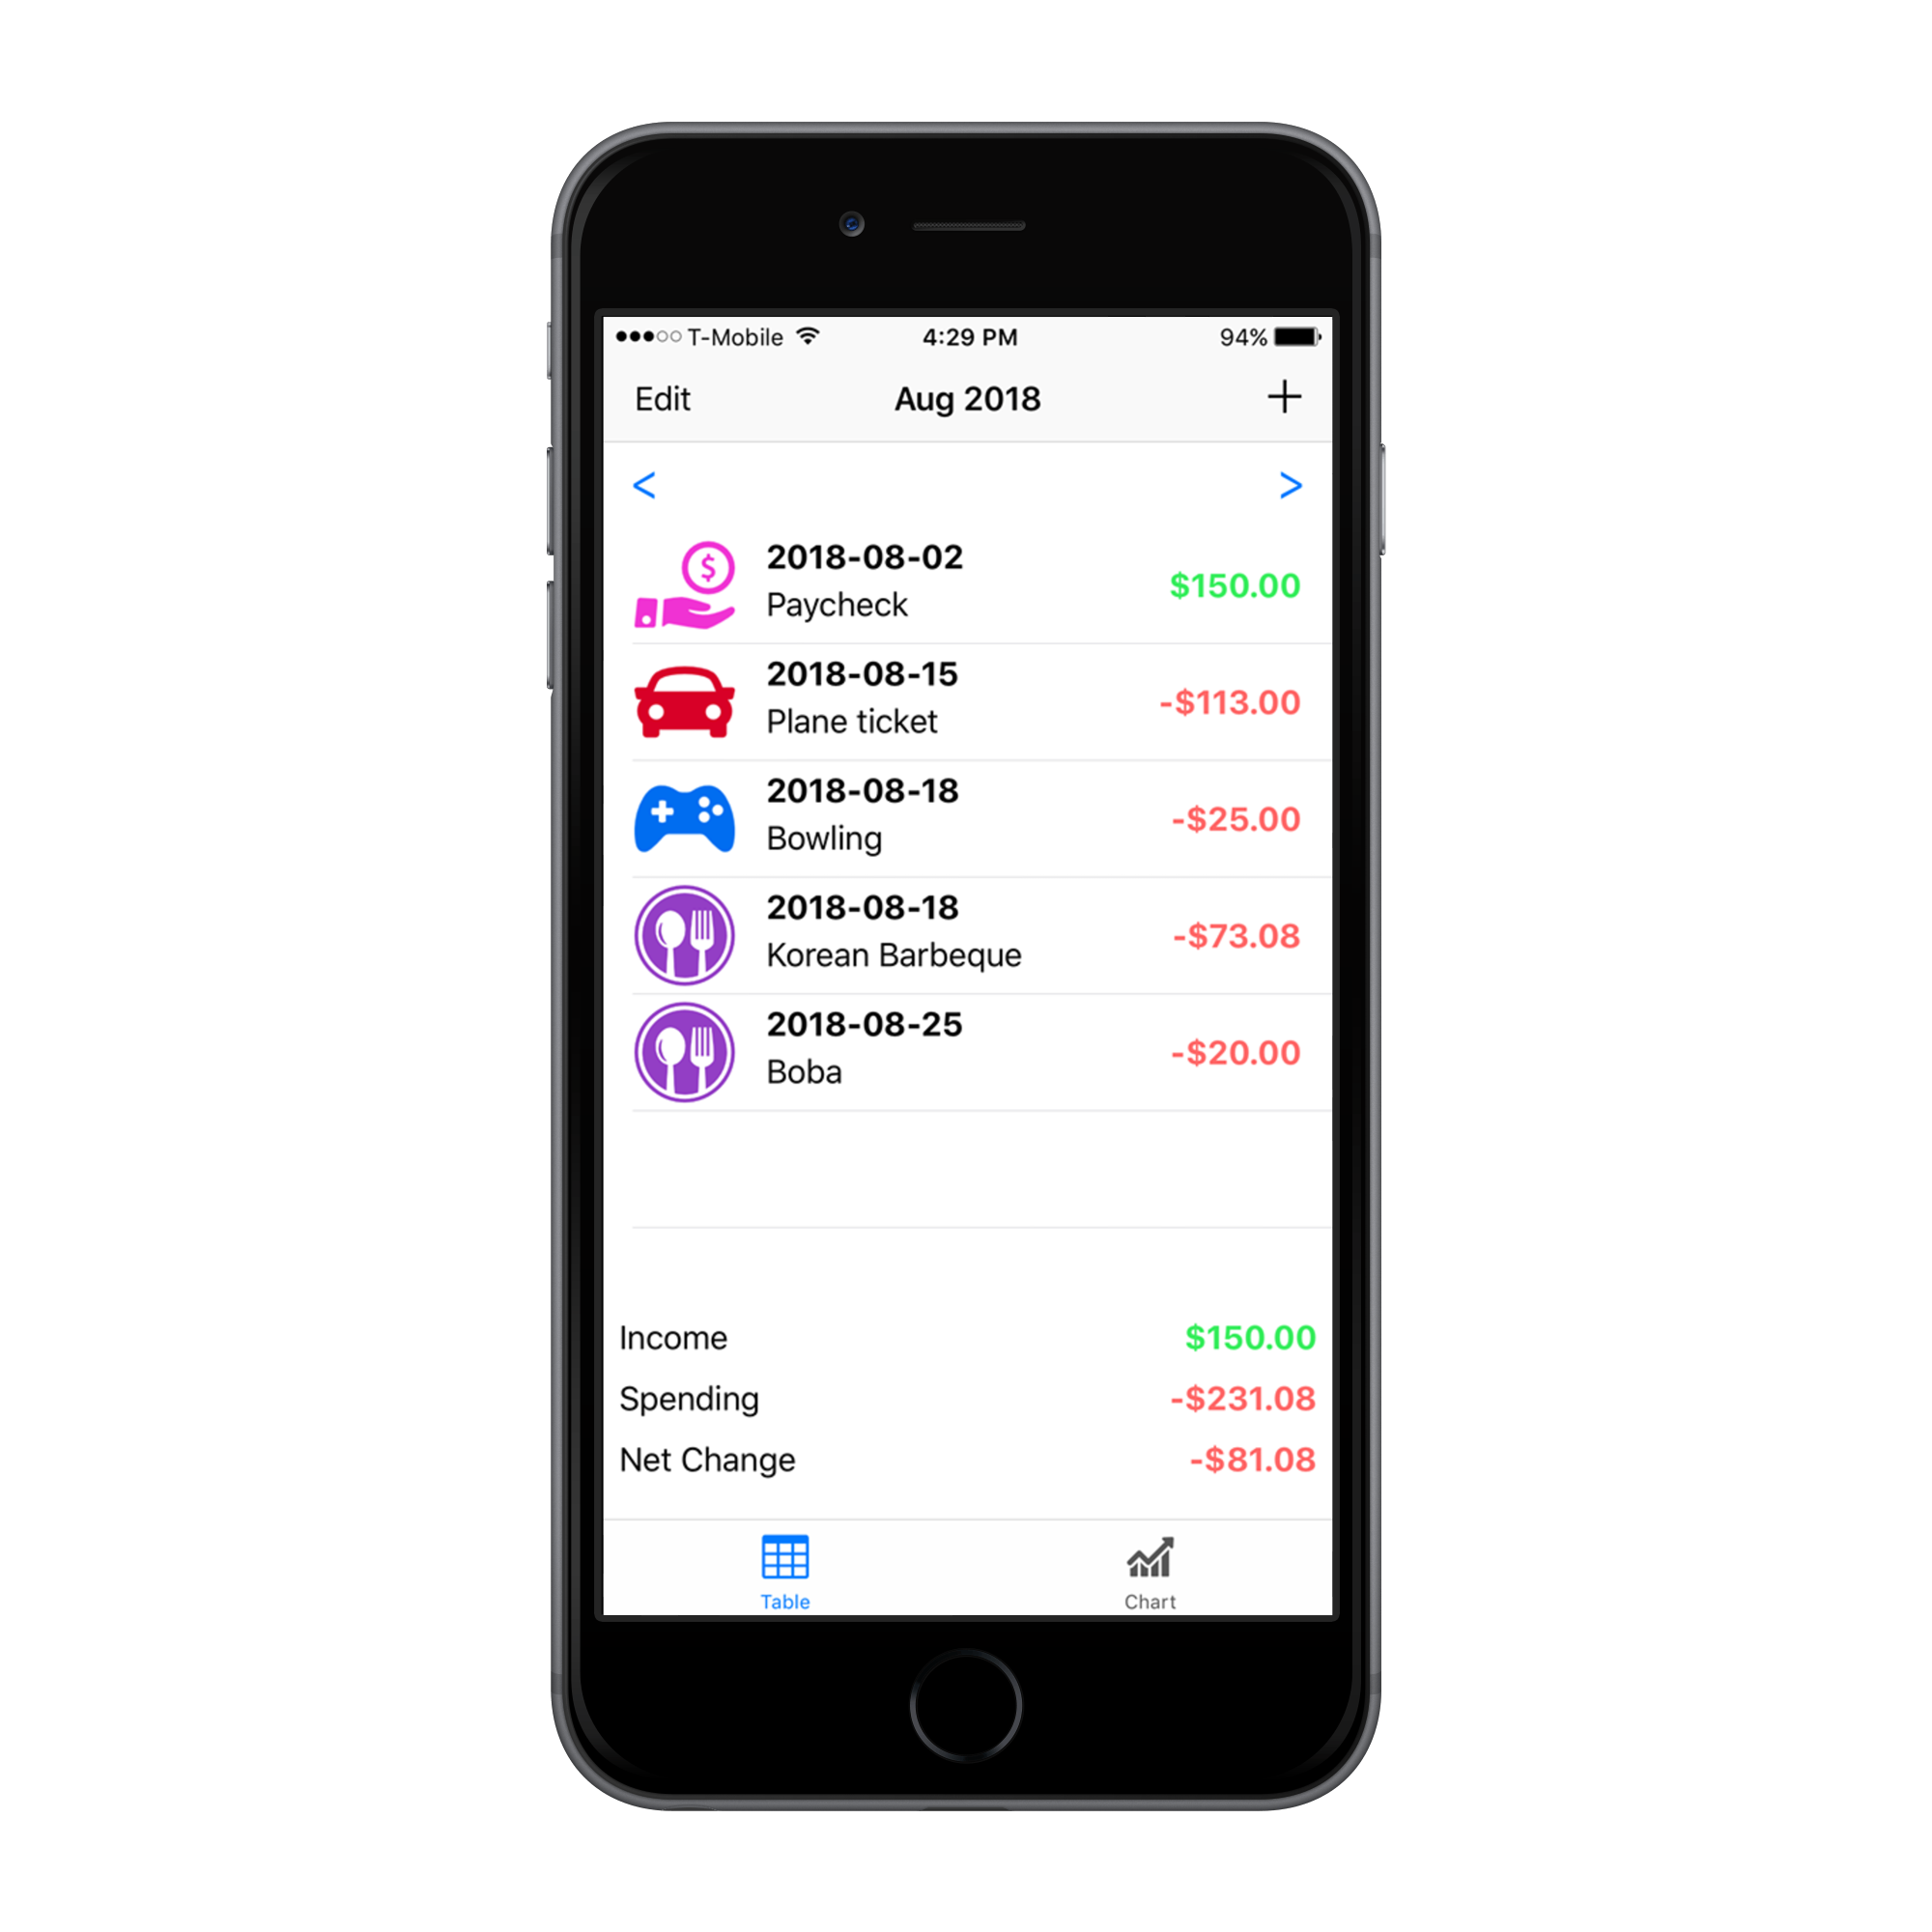 T-Mobile 4:29 PM 94%
Edit Aug 2018 +
< >
2018-08-02
Paycheck $150.00
2018-08-15
Plane ticket -$113.00
2018-08-18
Bowling -$25.00
2018-08-18
Korean Barbeque -$73.08
2018-08-25
Boba -$20.00
Income $150.00
Spending -$231.08
Net Change -$81.08
Table Chart